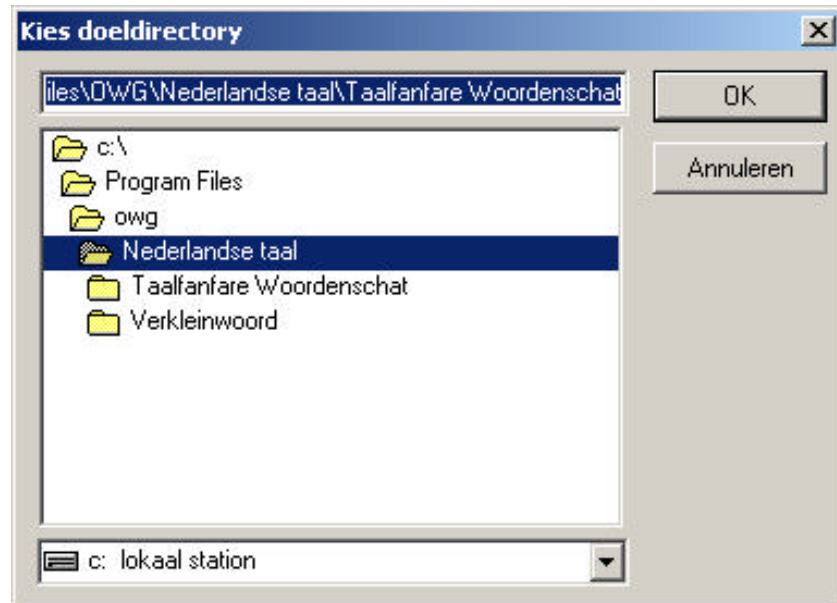 Kies doeldirectory
iles\OWG\Nederlandse taal\Taalfanfare Woordenschat
OK
Annuleren
c:\
Program Files
owg
Nederlandse taal
Taalfanfare Woordenschat
Verkleinwoord
c: lokaal station